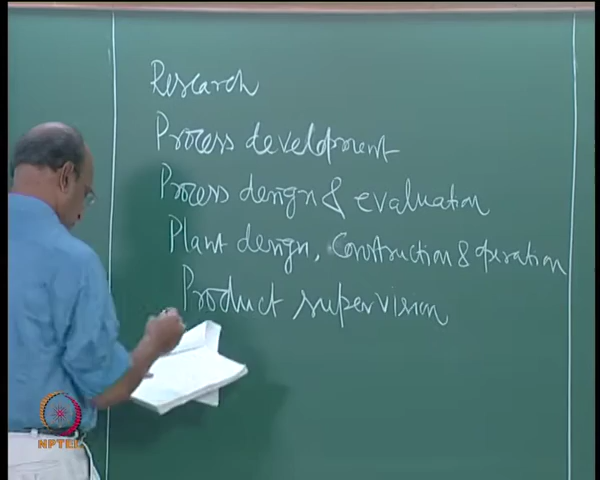 Research
Process development
Process design & evaluation
Plant design, Construction & operation
Product supervision
NPTEL